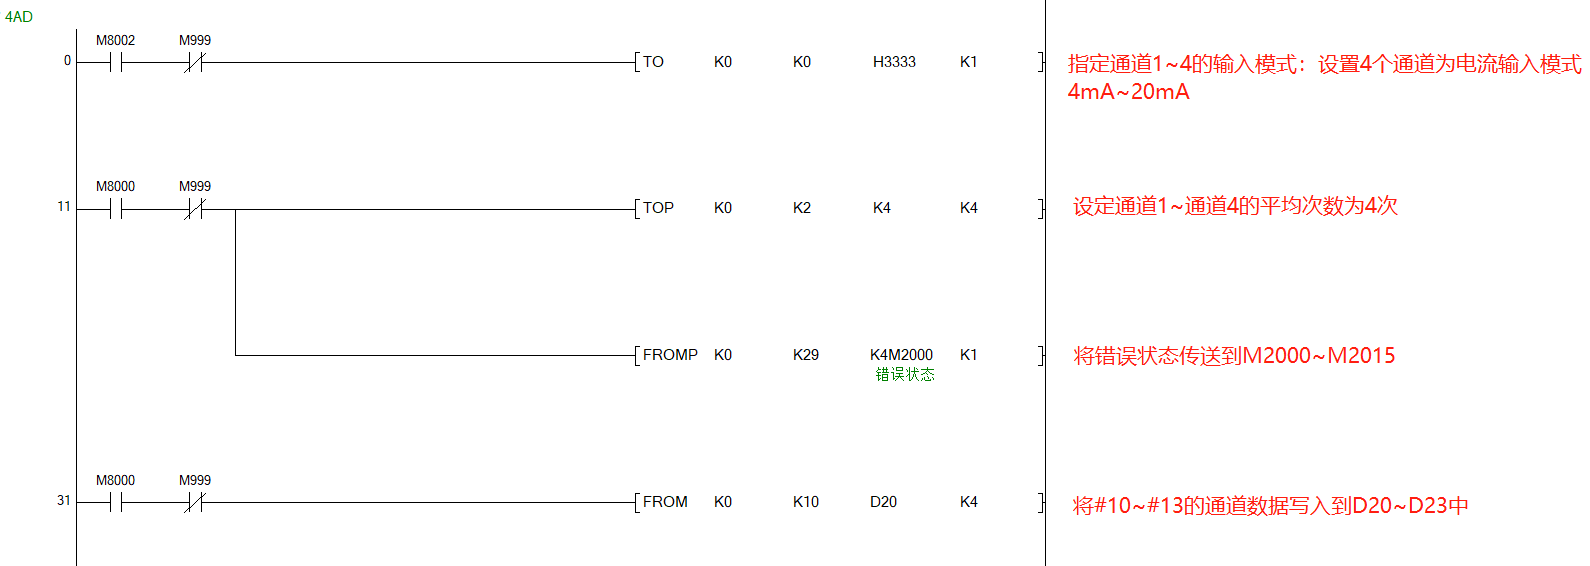 4AD
M8002 M999
0 TO K0 K0 H3333 K1 指定通道1~4的输入模式：设置4个通道为电流输入模式
4mA~20mA
M8000 M999
11 TOP K0 K2 K4 K4 设定通道1~通道4的平均次数为4次
FROMP K0 K29 K4M2000 K1 将错误状态传送到M2000~M2015
错误状态
M8000 M999
31 FROM K0 K10 D20 K4 将#10~#13的通道数据写入到D20~D23中